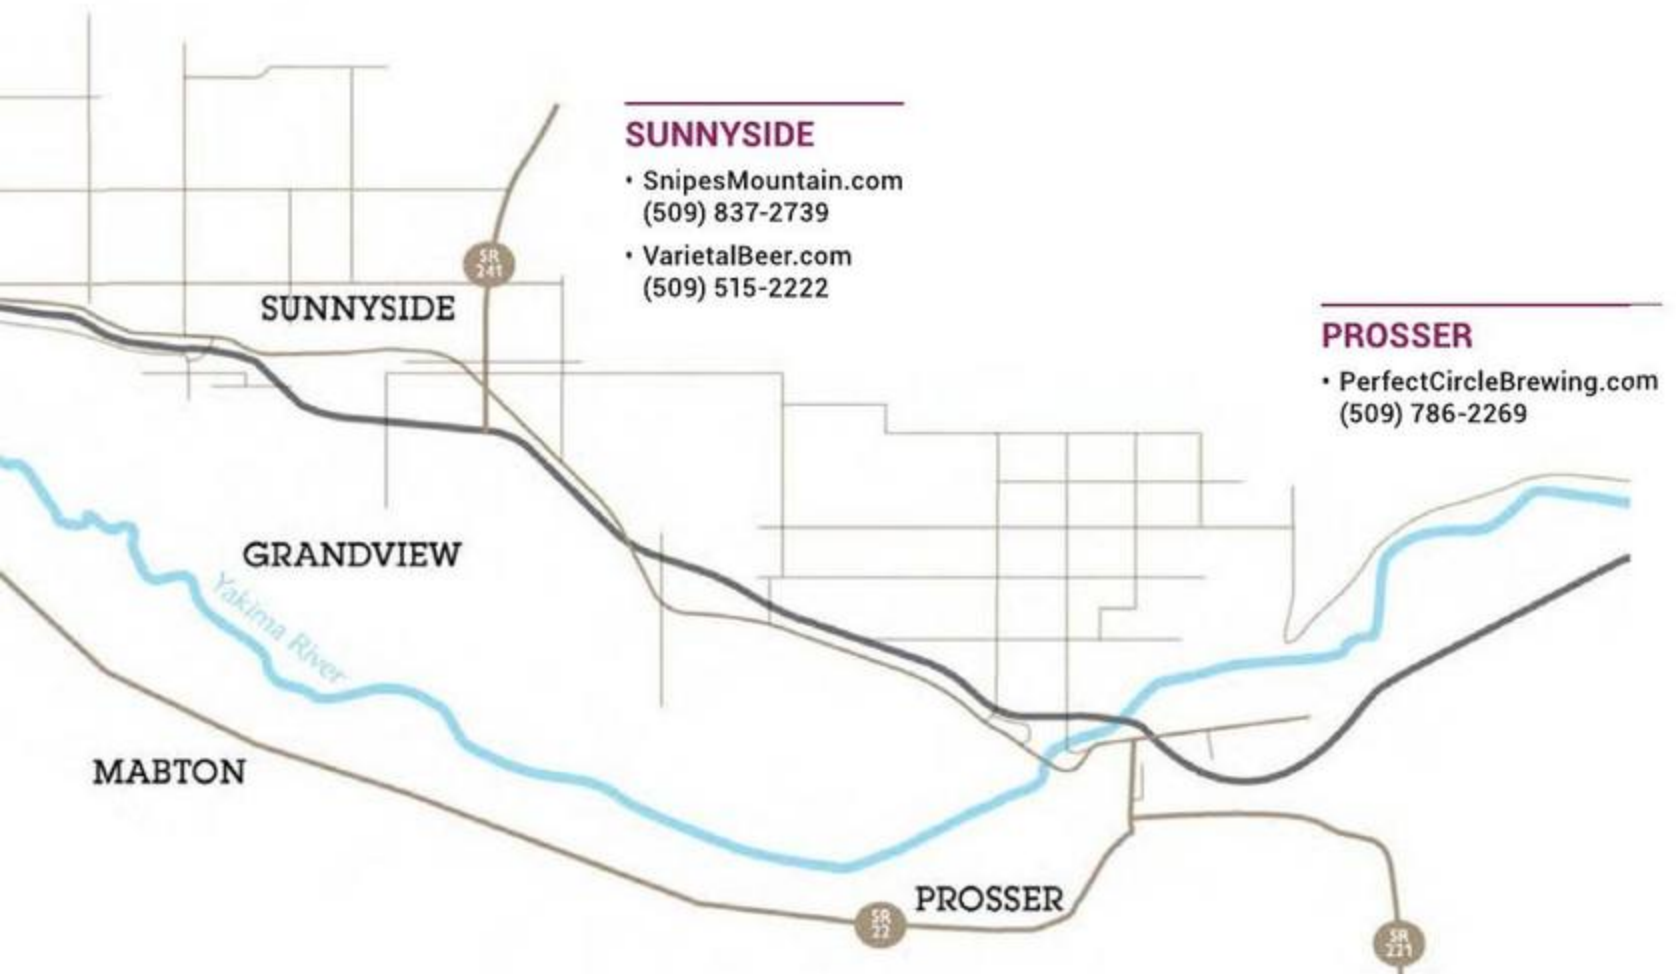 SUNNYSIDE
• SnipesMountain.com
(509) 837-2739
• VarietalBeer.com
(509) 515-2222
SR
241
SUNNYSIDE
PROSSER
• PerfectCircleBrewing.com
(509) 786-2269
GRANDVIEW
Yakima River
MABTON
PROSSER
SR
22
SR
221